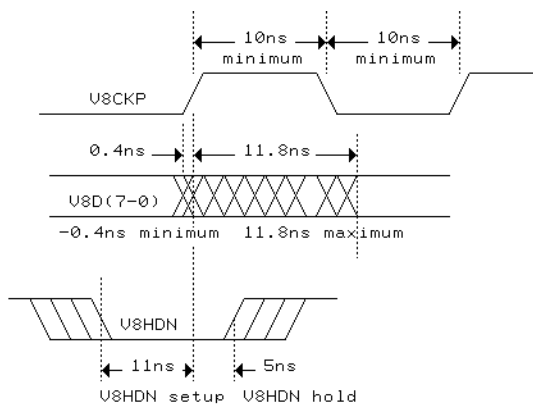 10ns 10ns
minimum minimum
V8CKP
0.4ns 11.8ns
V8D(7-0)
-0.4ns minimum 11.8ns maximum
V8HDN
11ns 5ns
V8HDN setup V8HDN hold